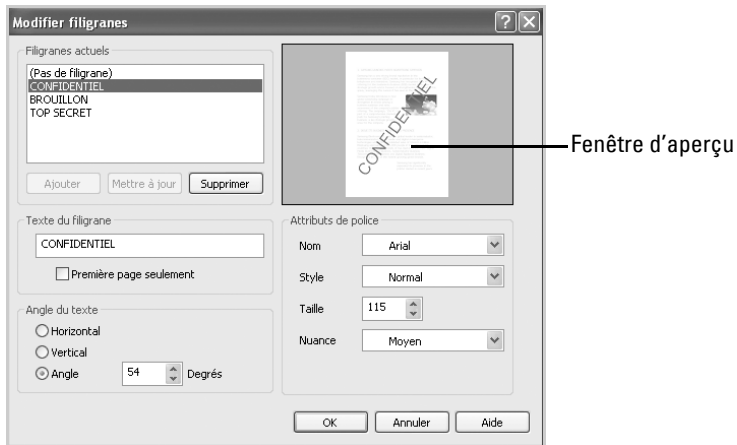 Modifier filigranes
Filigranes actuels
(Pas de filigrane)
CONFIDENTIEL
BROUILLON
TOP SECRET
Ajouter Mettre à jour Supprimer
CONFIDENTIEL
Fenêtre d'aperçu
Texte du filigrane
CONFIDENTIEL
Première page seulement
Angle du texte
Horizontal
Vertical
Angle 54 Degrés
Attributs de police
Nom Arial
Style Normal
Taille 115
Nuance Moyen
OK Annuler Aide